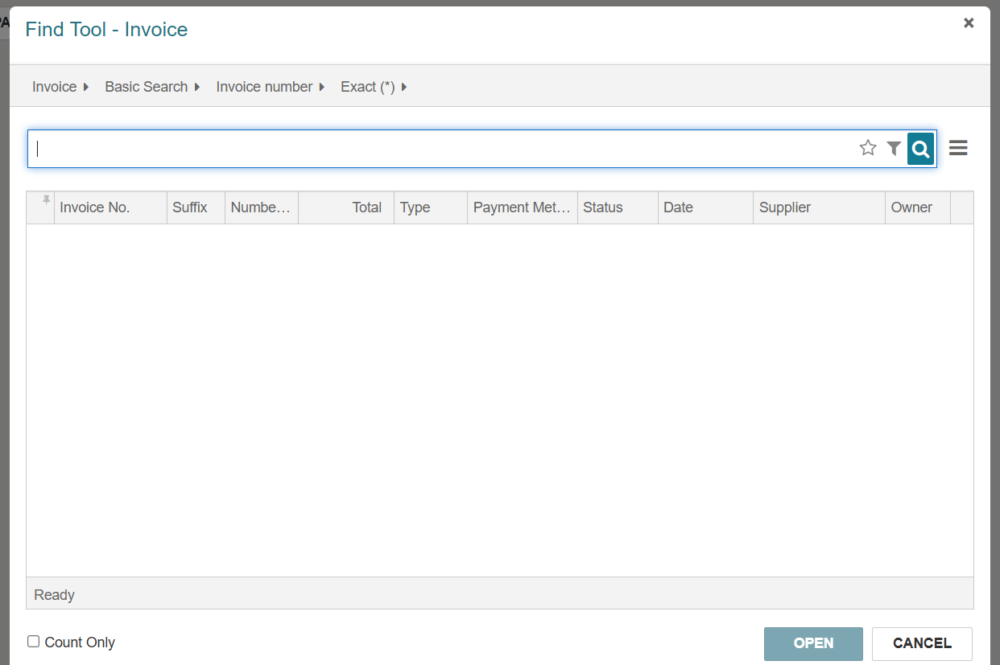 PA
Find Tool - Invoice
Invoice Basic Search Invoice number Exact (*)
Invoice No. Suffix Numbe... Total Type Payment Met... Status Date Supplier Owner
Ready
Count Only OPEN CANCEL